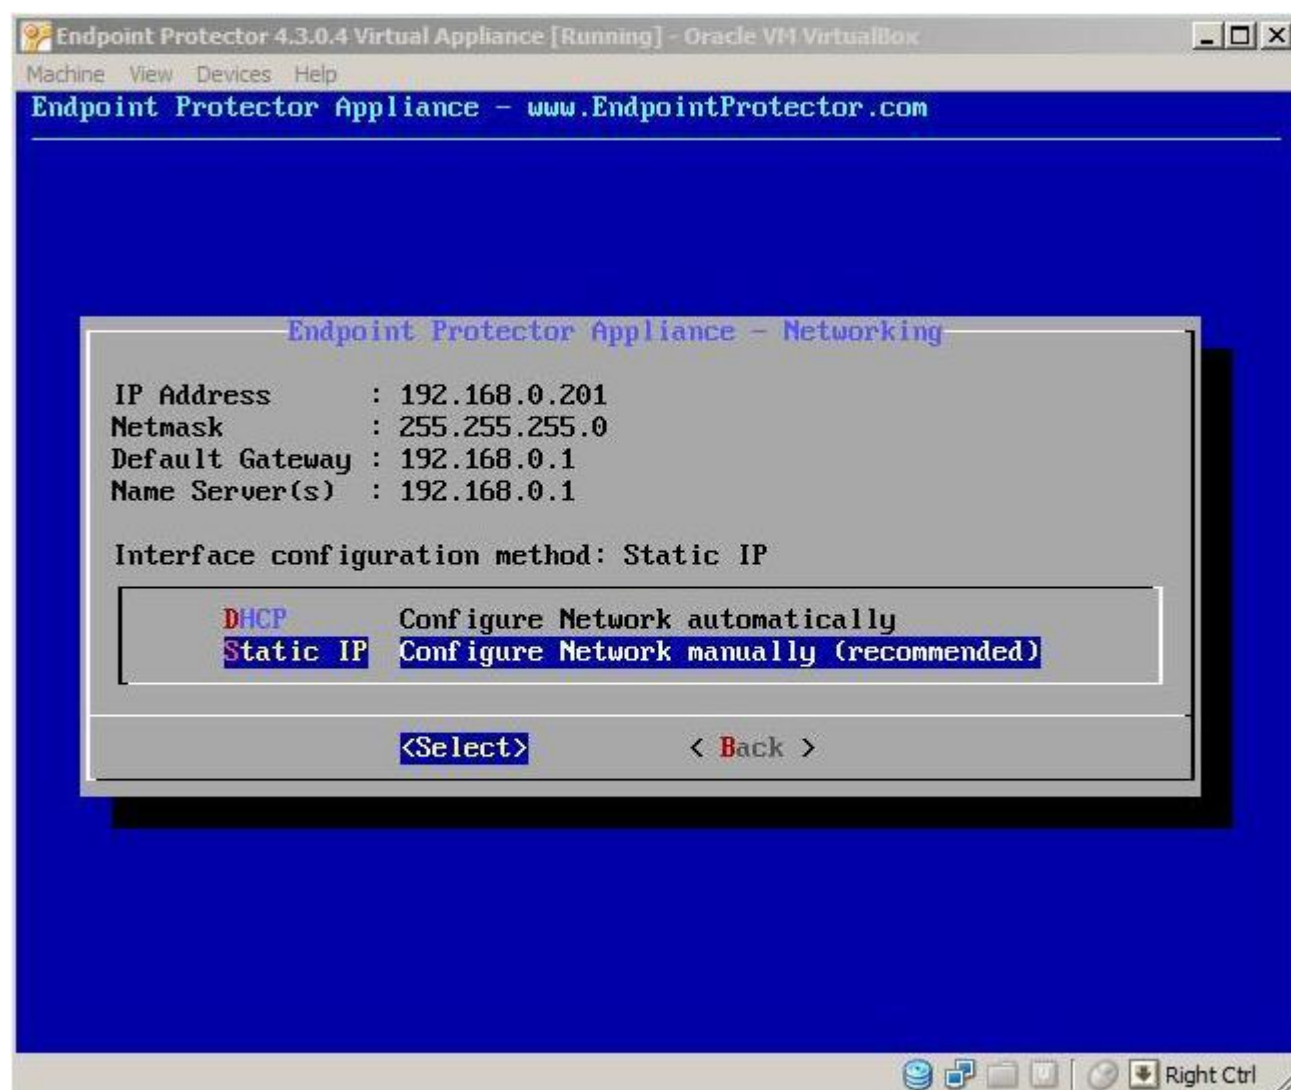 Endpoint Protector 4.3.0.4 Virtual Appliance [Running] - Oracle VM VirtualBox
Machine View Devices Help
Endpoint Protector Appliance - www.EndpointProtector.com
Endpoint Protector Appliance - Networking
IP Address : 192.168.0.201
Netmask : 255.255.255.0
Default Gateway : 192.168.0.1
Name Server(s) : 192.168.0.1
Interface configuration method: Static IP
DHCP Configure Network automatically
Static IP Configure Network manually (recommended)
<Select> < Back >
Right Ctrl